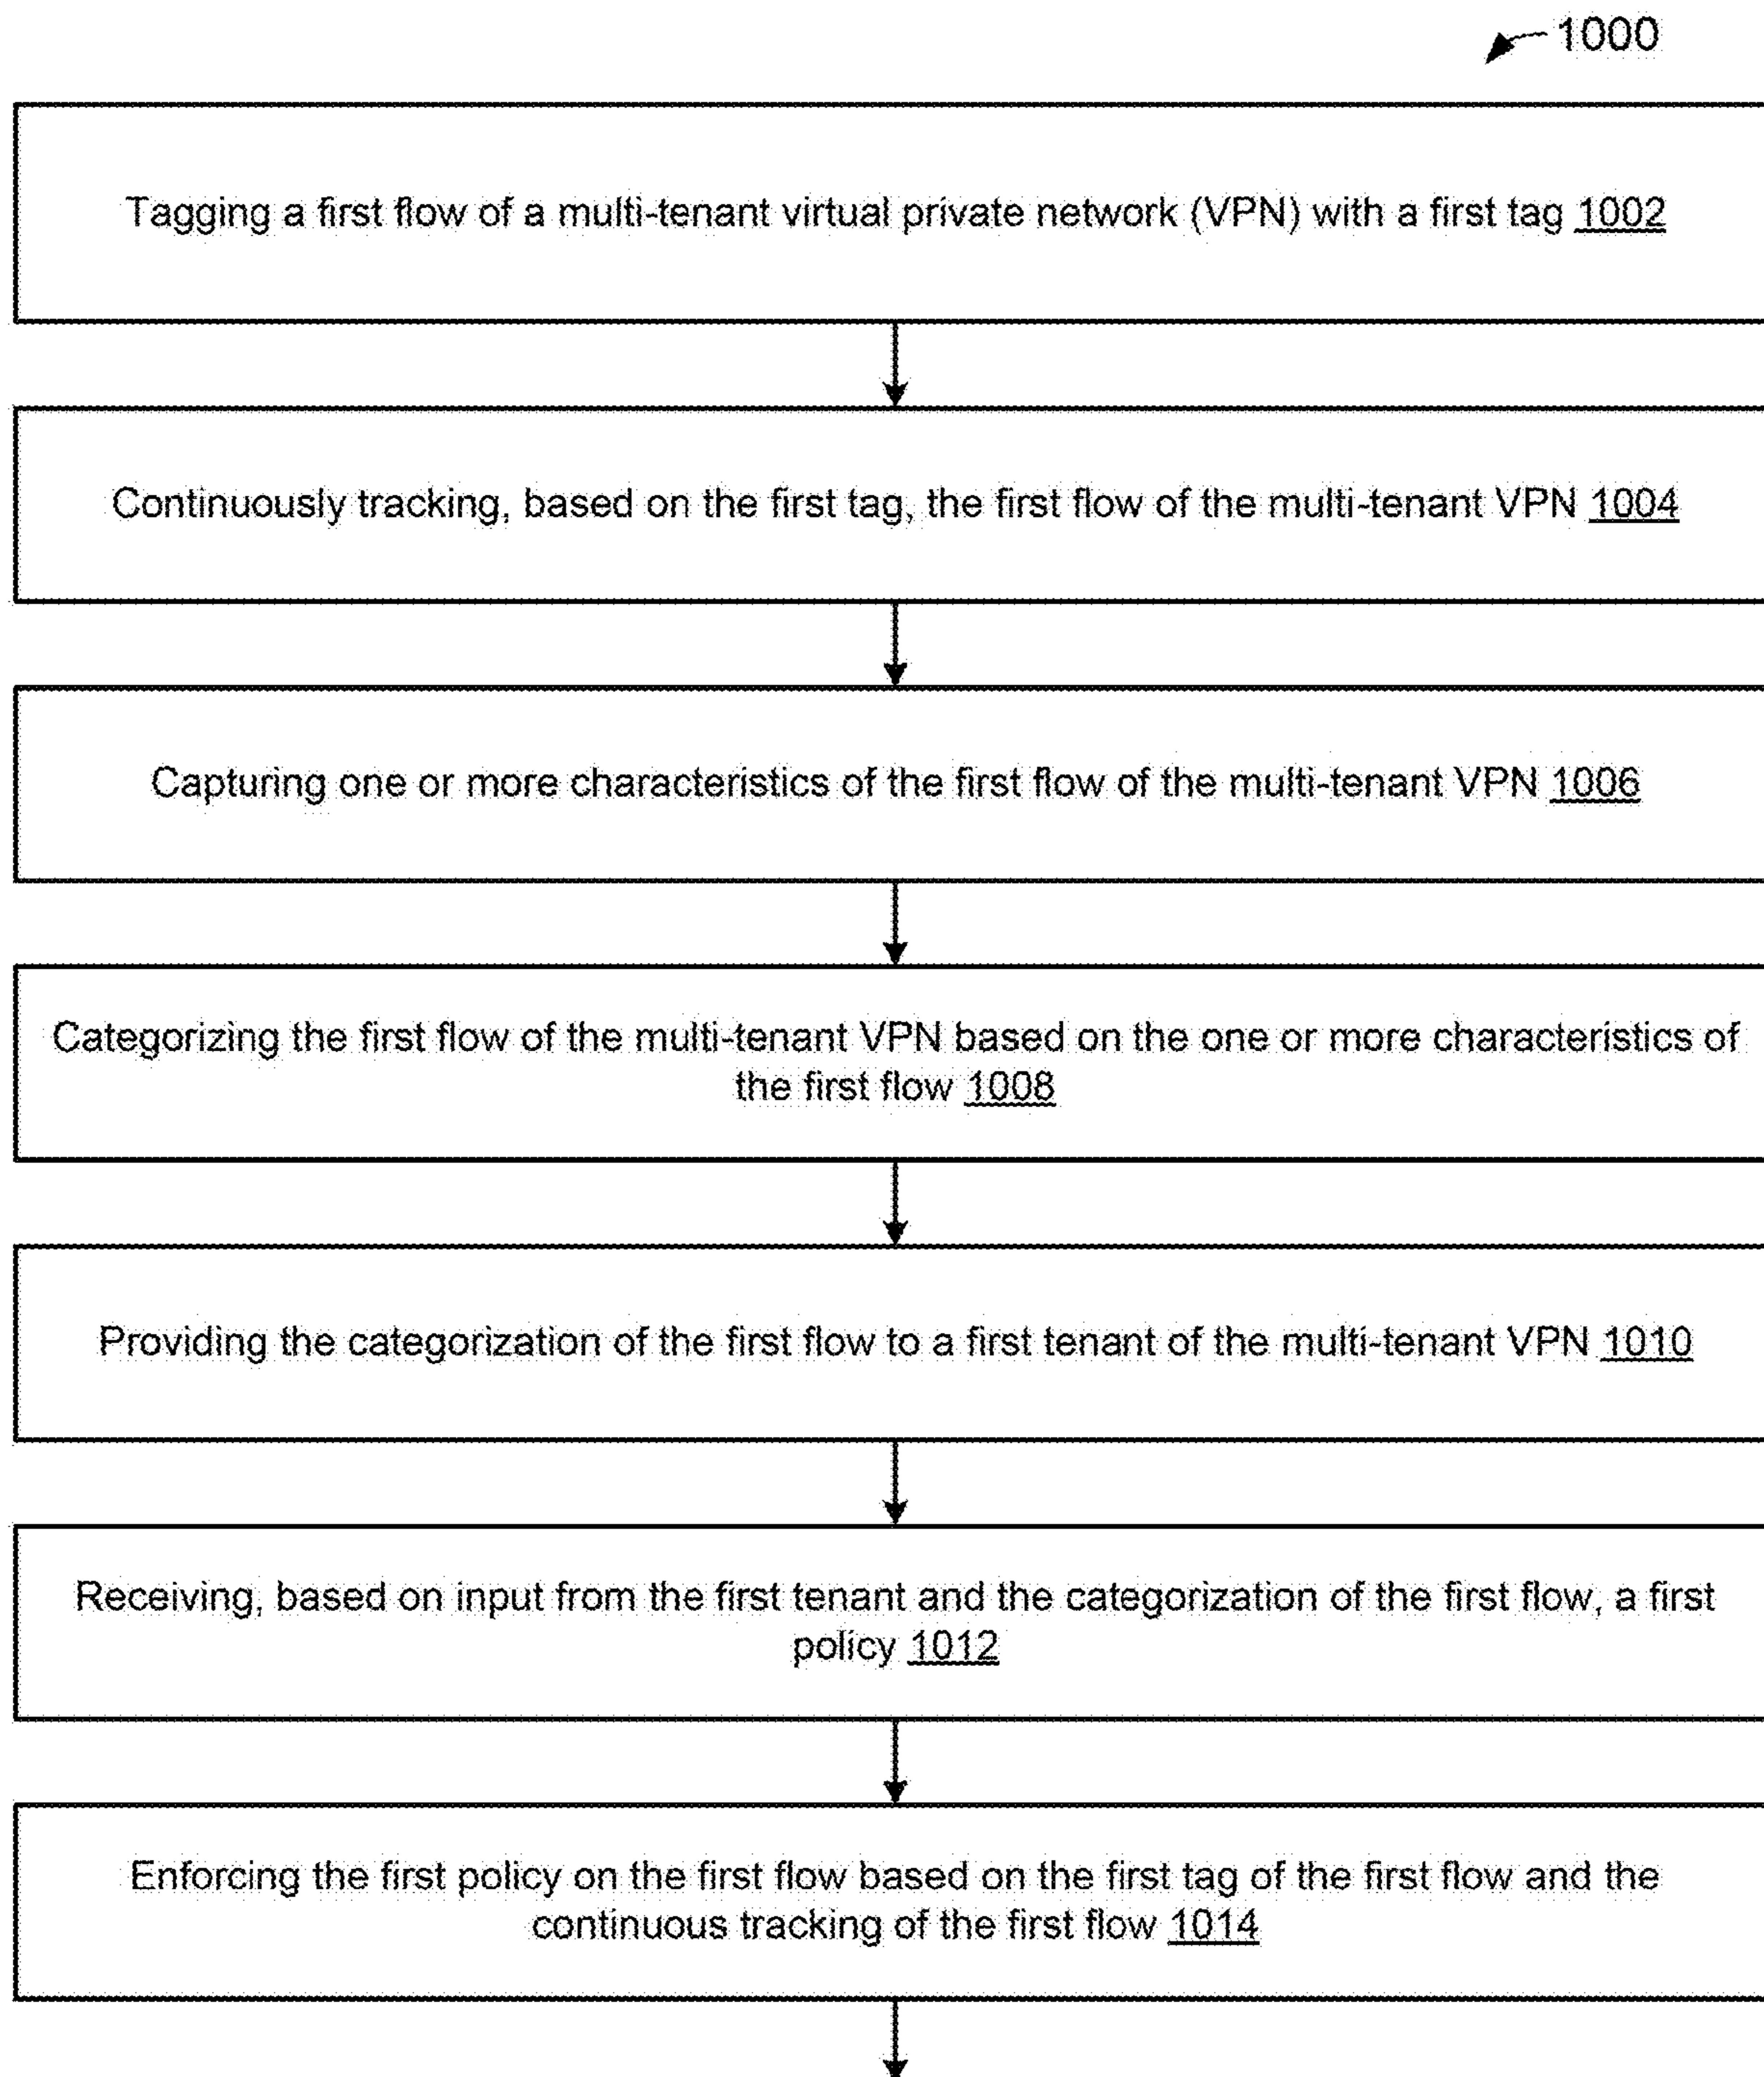 1000
Tagging a first flow of a multi-tenant virtual private network (VPN) with a first tag 1002
Continuously tracking, based on the first tag, the first flow of the multi-tenant VPN 1004
Capturing one or more characteristics of the first flow of the multi-tenant VPN 1006
Categorizing the first flow of the multi-tenant VPN based on the one or more characteristics of
the first flow 1008
Providing the categorization of the first flow to a first tenant of the multi-tenant VPN 1010
Receiving, based on input from the first tenant and the categorization of the first flow, a first
policy 1012
Enforcing the first policy on the first flow based on the first tag of the first flow and the
continuous tracking of the first flow 1014